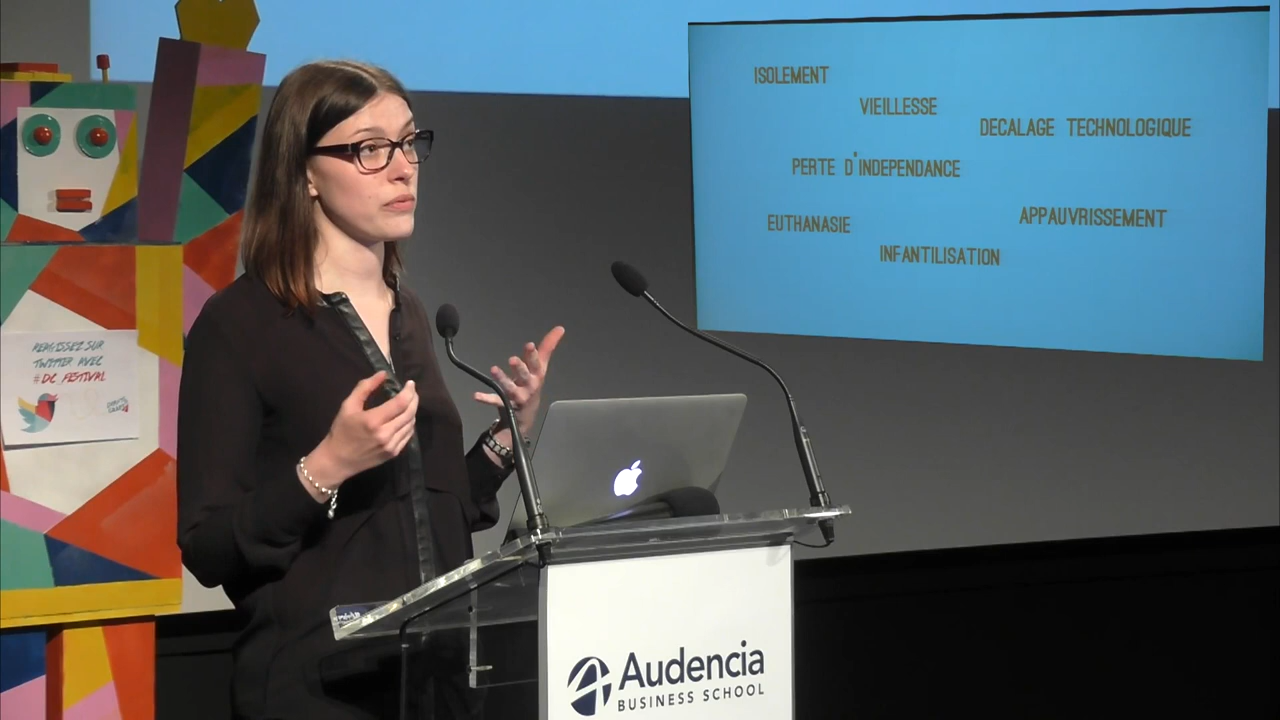 ISOLEMENT
VIEILLESSE
DECALAGE TECHNOLOGIQUE
PERTE D'INDEPENDANCE
EUTHANASIE
APPAUVRISSEMENT
INFANTILISATION
REAGISSEZ SUR
TWITTER AVEC
#DC_FESTIVAL
Audencia
BUSINESS SCHOOL